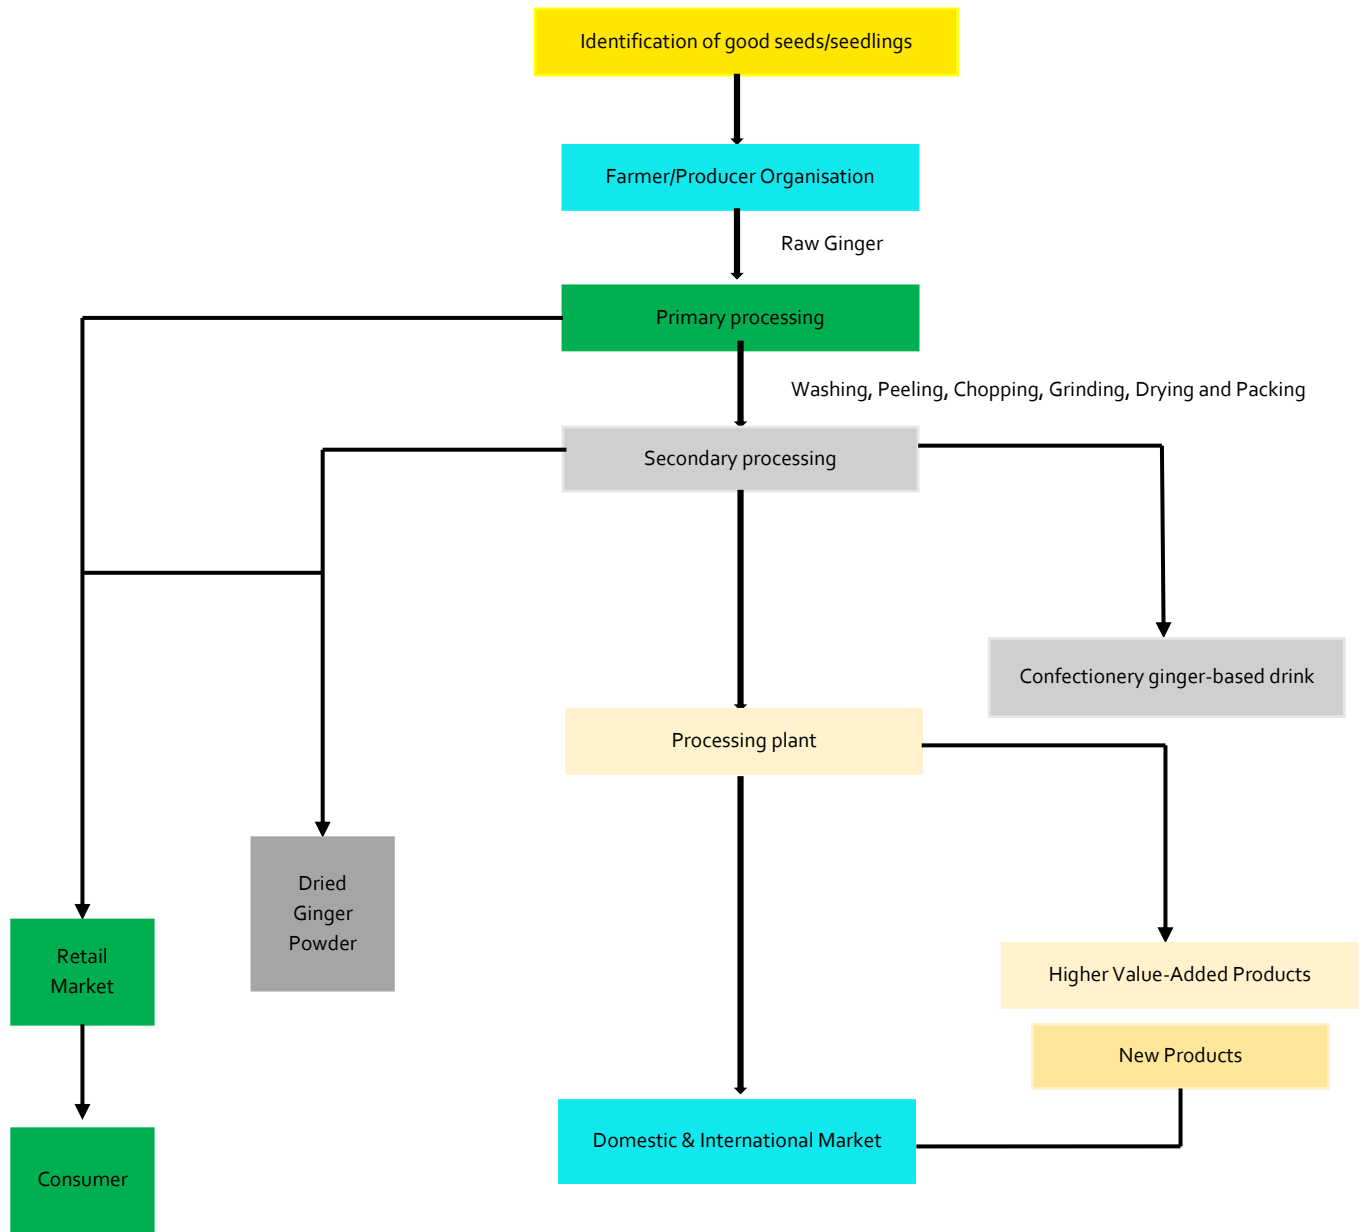 Identification of good seeds/seedlings
Farmer/Producer Organisation
Raw Ginger
Primary processing
Washing, Peeling, Chopping, Grinding, Drying and Packing
Secondary processing
Confectionery ginger-based drink
Processing plant
Dried
Ginger
Powder
Retail
Market
Higher Value-Added Products
New Products
Domestic & International Market
Consumer